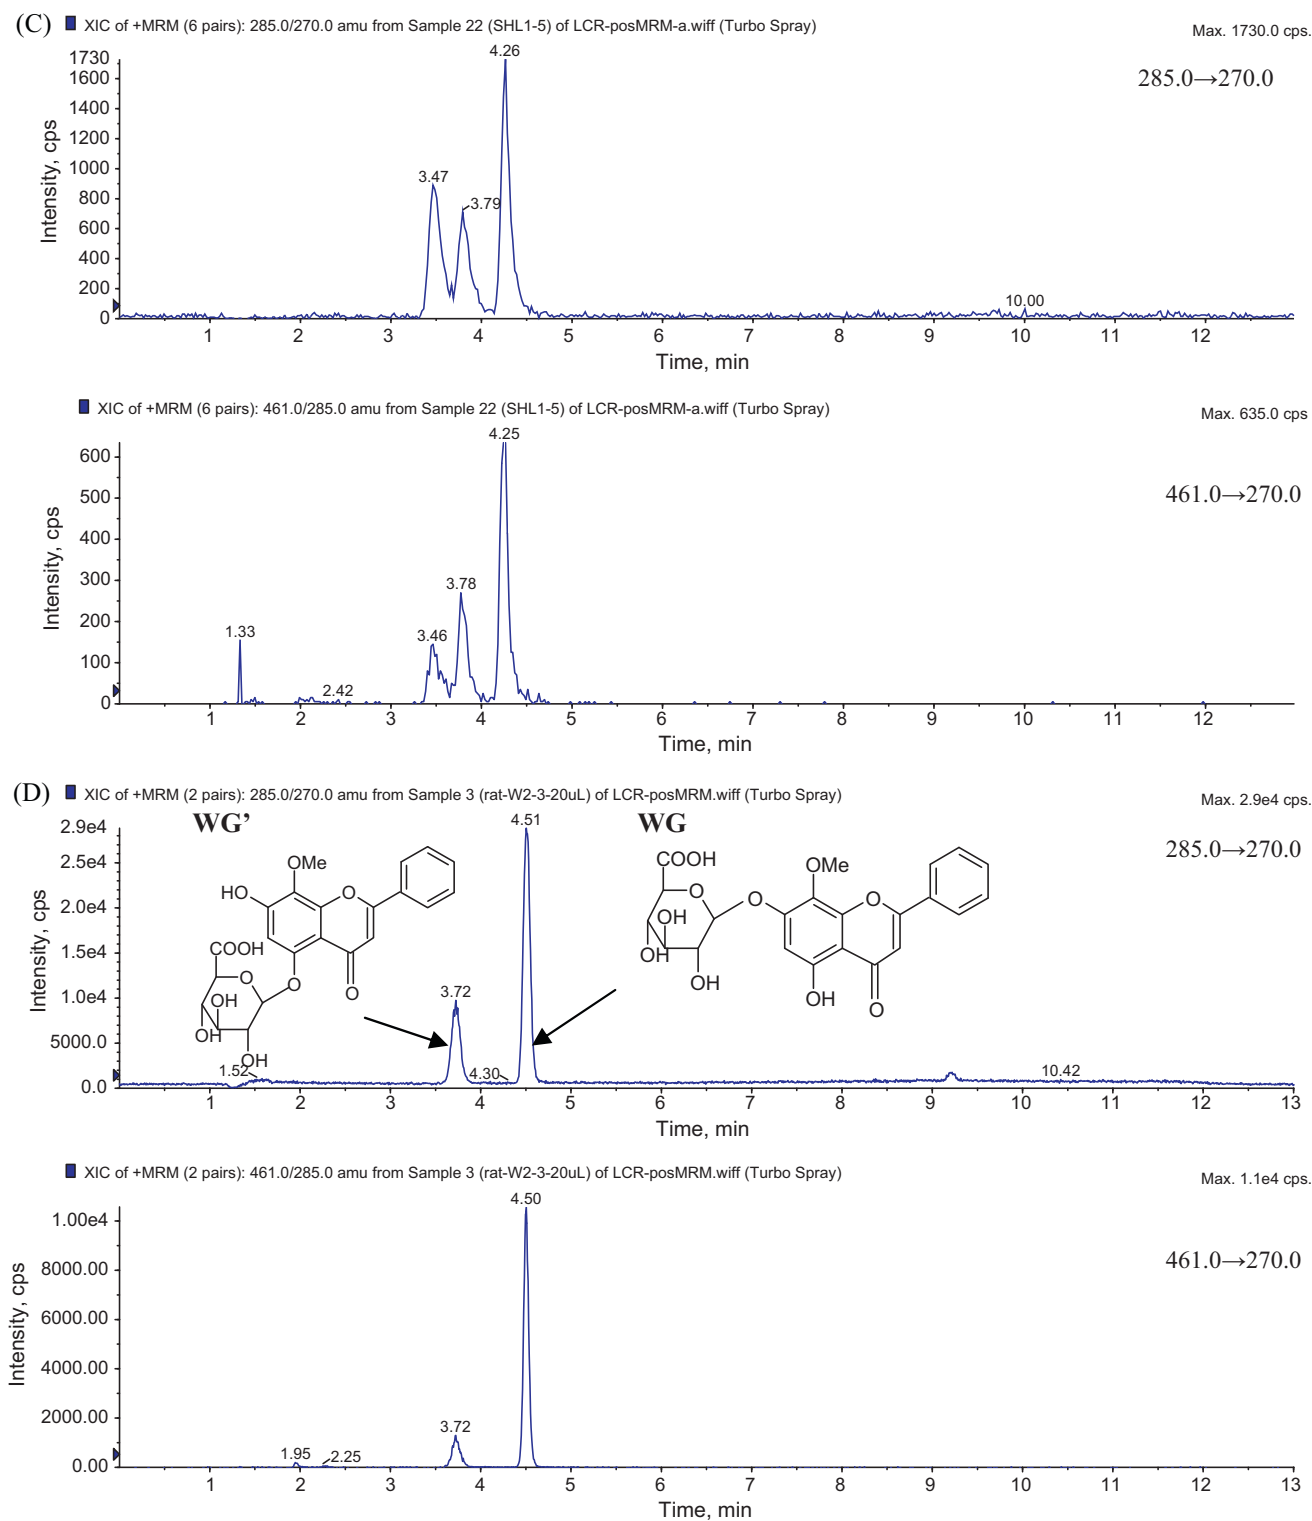 (C) XIC of +MRM (6 pairs): 285.0/270.0 amu from Sample 22 (SHL1-5) of LCR-posMRM-a.wiff (Turbo Spray)
Max. 1730.0 cps.
285.0→270.0
4.26
3.47
3.79
10.00
1730
1600
1400
1200
1000
800
600
400
200
0
Intensity, cps
1 2 3 4 5 6 7 8 9 10 11 12
Time, min
XIC of +MRM (6 pairs): 461.0/285.0 amu from Sample 22 (SHL1-5) of LCR-posMRM-a.wiff (Turbo Spray)
Max. 635.0 cps
461.0→270.0
4.25
3.78
3.46
1.33
2.42
600
500
400
300
200
100
0
Intensity, cps
1 2 3 4 5 6 7 8 9 10 11 12
Time, min
(D) XIC of +MRM (2 pairs): 285.0/270.0 amu from Sample 3 (rat-W2-3-20uL) of LCR-posMRM.wiff (Turbo Spray)
Max. 2.9e4 cps.
285.0→270.0
WG’
OMe
HO
O
COOH
O
O
O
OH
OH
OH
WG
COOH
O
O
OMe
O
OH
OH
OH
OH
O
4.51
3.72
1.52
4.30
10.42
2.9e4
2.5e4
2.0e4
1.5e4
1.0e4
5000.0
0.0
Intensity, cps
1 2 3 4 5 6 7 8 9 10 11 12 13
Time, min
XIC of +MRM (2 pairs): 461.0/285.0 amu from Sample 3 (rat-W2-3-20uL) of LCR-posMRM.wiff (Turbo Spray)
Max. 1.1e4 cps.
461.0→270.0
4.50
3.72
1.95
2.25
1.00e4
8000.00
6000.00
4000.00
2000.00
0.00
Intensity, cps
1 2 3 4 5 6 7 8 9 10 11 12 13
Time, min